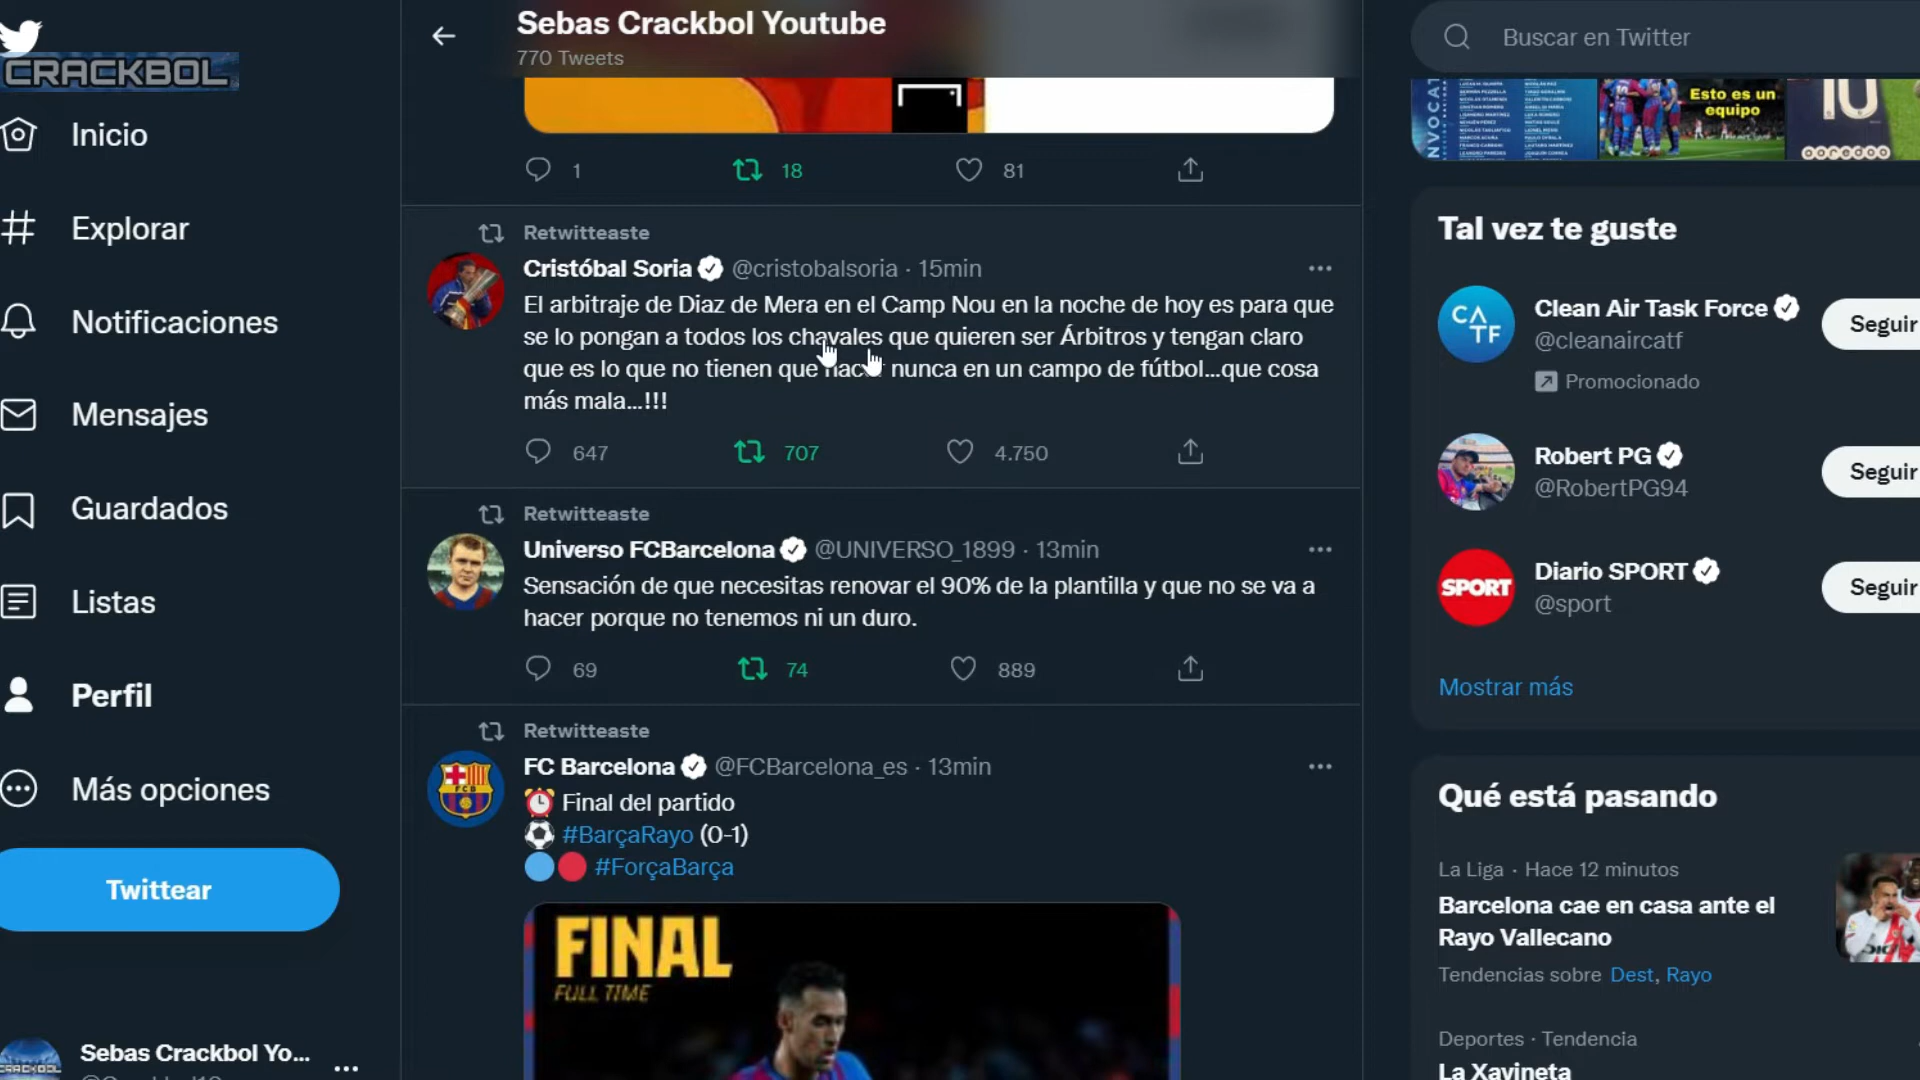 CRACKBOL
Inicio
Explorar
Notificaciones
Mensajes
Guardados
Listas
Perfil
Más opciones
Twittear
Sebas Crackbol Yo...
Sebas Crackbol Youtube
770 Tweets
1 18 81
Retwitteaste
Cristóbal Soria @cristobalsoria · 15min
El arbitraje de Diaz de Mera en el Camp Nou en la noche de hoy es para que
se lo pongan a todos los chavales que quieren ser Árbitros y tengan claro
que es lo que no tienen que nunca en un campo de fútbol...que cosa
más mala...!!!
647 707 4.750
Retwitteaste
Universo FCBarcelona @UNIVERSO_1899 · 13min
Sensación de que necesitas renovar el 90% de la plantilla y que no se va a
hacer porque no tenemos ni un duro.
69 74 889
Retwitteaste
FC Barcelona @FCBarcelona_es · 13min
Final del partido
#BarçaRayo (0-1)
#ForçaBarça
FINAL
FULL TIME
Buscar en Twitter
Esto es un
equipo
10
ooredoo
Tal vez te guste
CATF
Clean Air Task Force
@cleanaircatf
Promocionado
Seguir
Robert PG
@RobertPG94
Seguir
SPORT
Diario SPORT
@sport
Seguir
Mostrar más
Qué está pasando
La Liga · Hace 12 minutos
Barcelona cae en casa ante el
Rayo Vallecano
Tendencias sobre Dest, Rayo
Deportes · Tendencia
La Xavineta